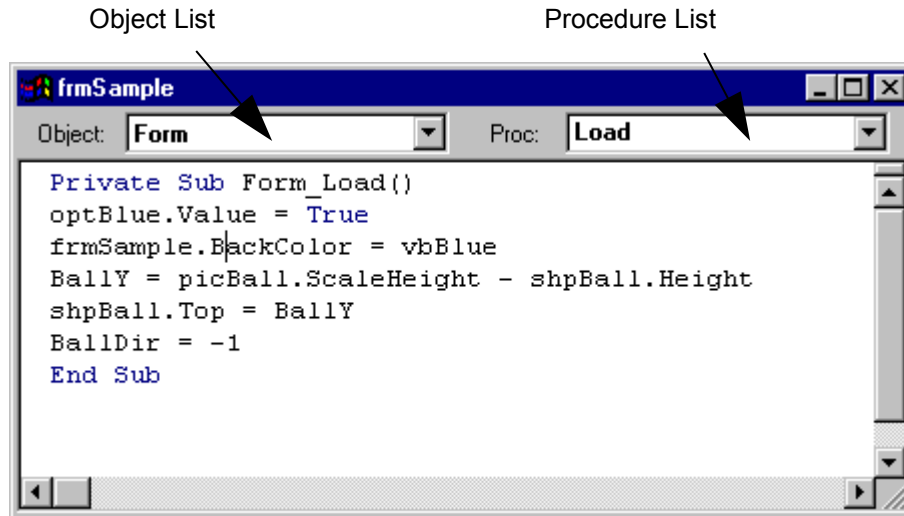 Object List Procedure List
frmSample
Object: Form Proc: Load
Private Sub Form_Load()
optBlue.Value = True
frmSample.BackColor = vbBlue
BallY = picBall.ScaleHeight - shpBall.Height
shpBall.Top = BallY
BallDir = -1
End Sub